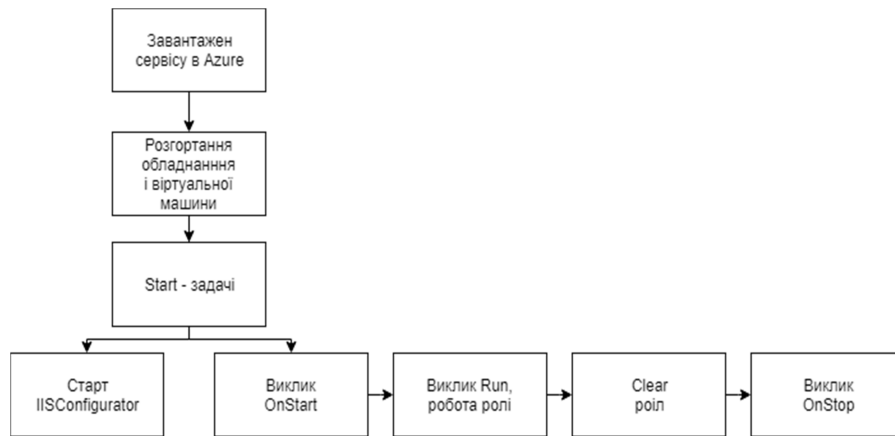 Завантажен
сервісу в Azure
Розгортання
обладнанння
і віртуальної
машини
Start - задачі
Старт
IISConfigurator
Виклик
OnStart
Виклик Run,
робота ролі
Clear
роіл
Виклик
OnStop